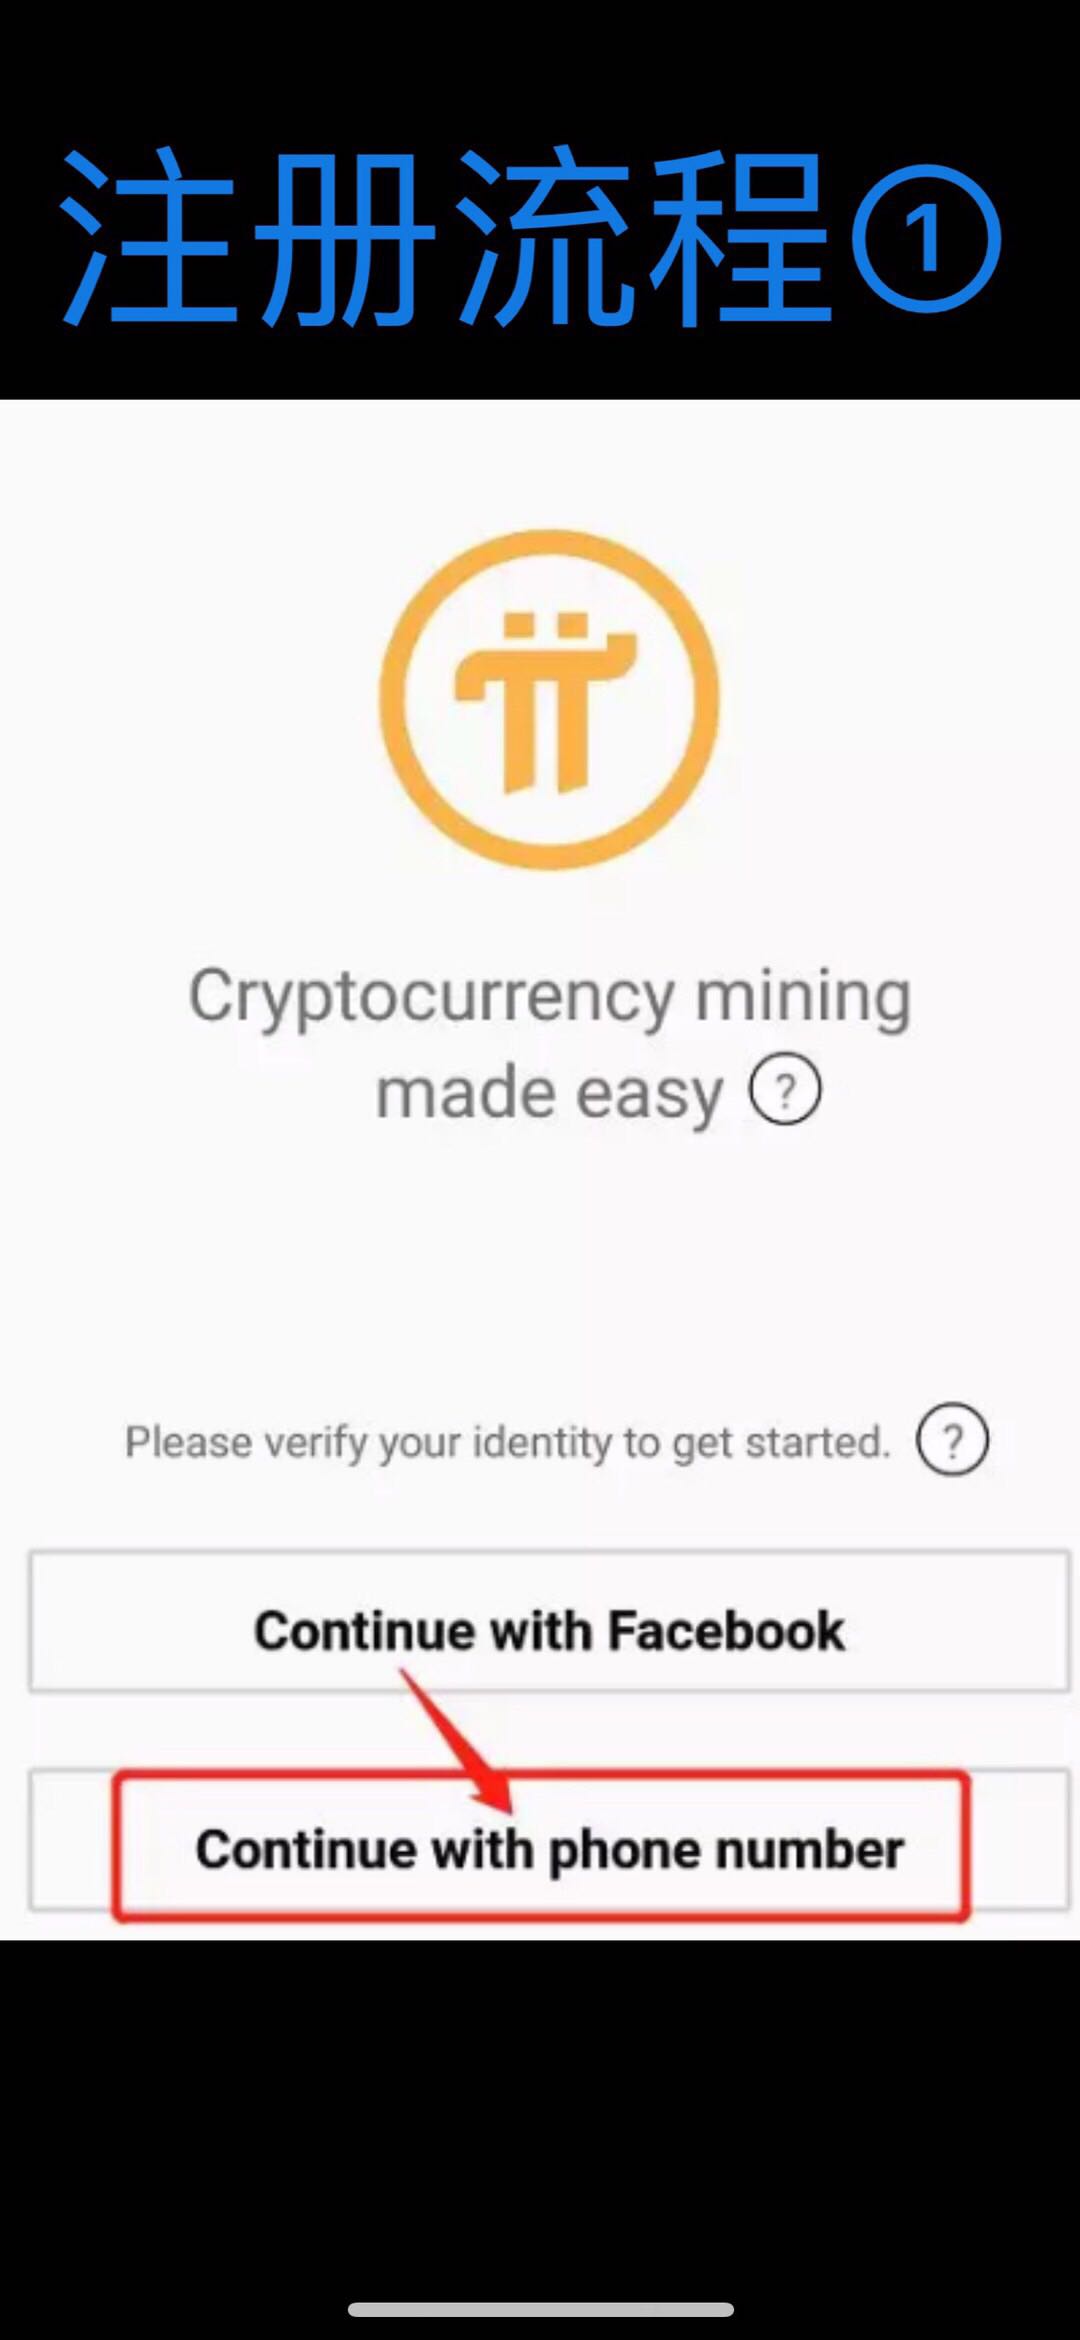 注册流程①
Cryptocurrency mining
made easy ?
Please verify your identity to get started. ?
Continue with Facebook
Continue with phone number